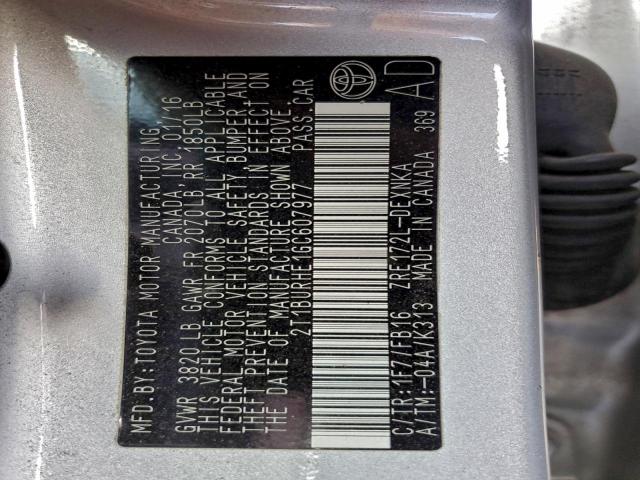 MFD.BY:TOYOTA MOTOR MANUFACTURING
CANADA, INC. 01/16
GVWR 3820LB GAWR FR 2070LB RR 1850LB
THIS VEHICLE CONFORMS TO ALL APPLICABLE
FEDERAL MOTOR VEHICLE SAFETY, BUMPER, AND
THEFT PREVENTION STANDARDS IN EFFECT ON
THE DATE OF MANUFACTURE SHOWN ABOVE.
2T1BURHE1GC607977 PASS.CAR
C/TR:1F7/FB16 ZRE172L-DEXNKA
A/TM:-04A/K313 MADE IN CANADA 369
AD